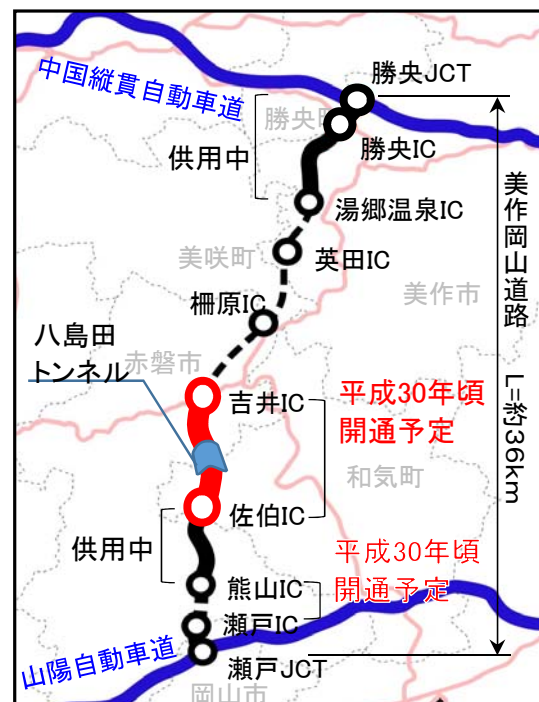 中国縦貫自動車道
勝央JCT
勝央町
勝央IC
供用中
湯郷温泉IC
美咲町
英田IC
美作市
柵原IC
美作岡山道路 L=約36km
八島田
トンネル
赤磐市
吉井IC
平成30年頃
開通予定
和気町
佐伯IC
供用中
平成30年頃
開通予定
熊山IC
瀬戸IC
山陽自動車道
瀬戸JCT
岡山市